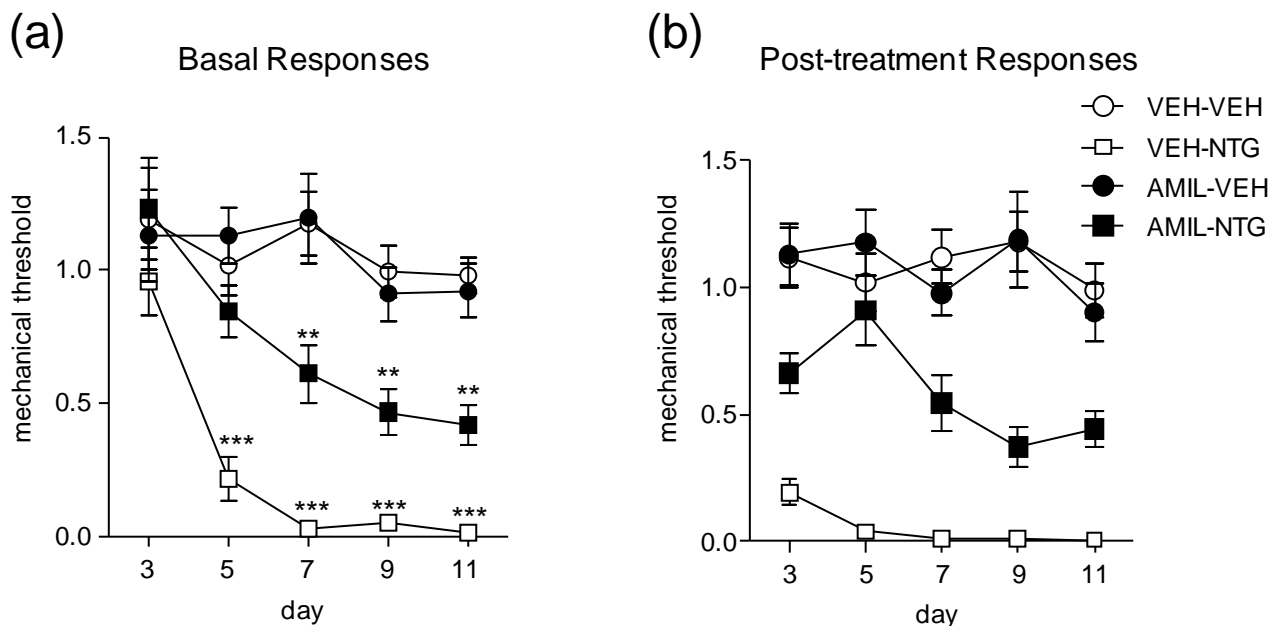 (a)
Basal Responses
mechanical threshold
1.5
1.0
0.5
0.0
**
**
**
***
***
***
***
3 5 7 9 11
day
(b)
Post-treatment Responses
VEH-VEH
VEH-NTG
AMIL-VEH
AMIL-NTG
mechanical threshold
1.5
1.0
0.5
0.0
3 5 7 9 11
day